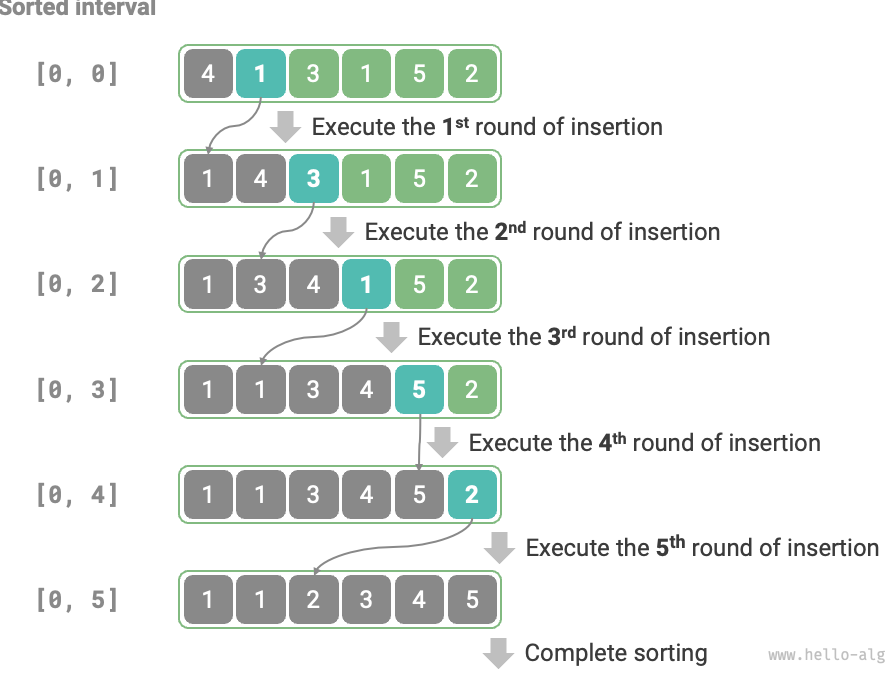 Sorted interval
[0, 0] 4 1 3 1 5 2
Execute the 1st round of insertion
[0, 1] 1 4 3 1 5 2
Execute the 2nd round of insertion
[0, 2] 1 3 4 1 5 2
Execute the 3rd round of insertion
[0, 3] 1 1 3 4 5 2
Execute the 4th round of insertion
[0, 4] 1 1 3 4 5 2
Execute the 5th round of insertion
[0, 5] 1 1 2 3 4 5
Complete sorting
www.hello-alg